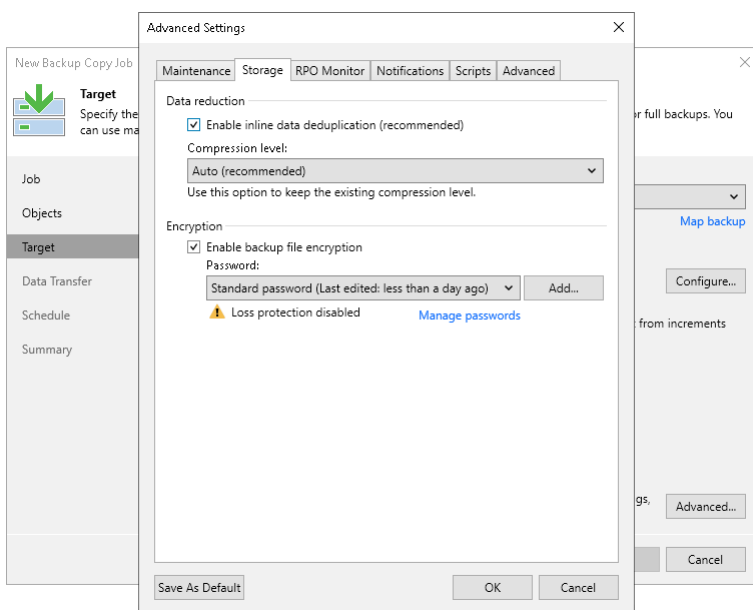 Advanced Settings
New Backup Copy Job
Target
Specify the
can use ma
or full backups. You
Job
Objects
Target
Data Transfer
Schedule
Summary
Maintenance Storage RPO Monitor Notifications Scripts Advanced
Data reduction
Enable inline data deduplication (recommended)
Compression level:
Auto (recommended)
Use this option to keep the existing compression level.
Encryption
Enable backup file encryption
Password:
Standard password (Last edited: less than a day ago) Add...
Loss protection disabled Manage passwords
Map backup
Configure...
from increments
gs,
Advanced...
Cancel
Save As Default OK Cancel